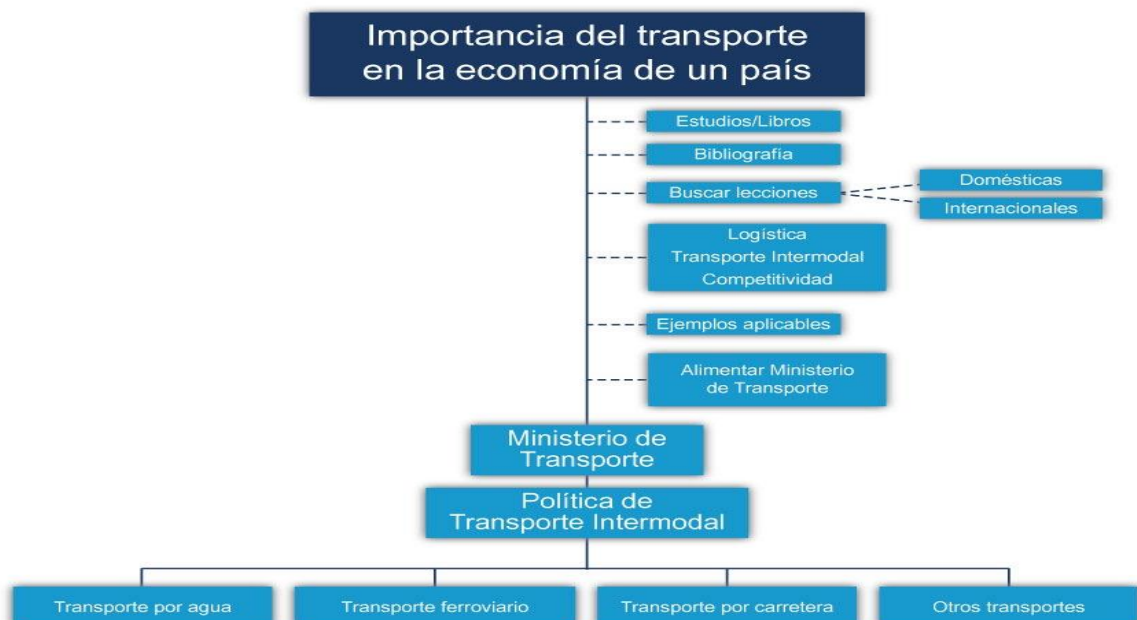 Importancia del transporte
en la economía de un país
Estudios/Libros
Bibliografía
Buscar lecciones
Domésticas
Internacionales
Logística
Transporte Intermodal
Competitividad
Ejemplos aplicables
Alimentar Ministerio
de Transporte
Ministerio de
Transporte
Política de
Transporte Intermodal
Transporte por agua
Transporte ferroviario
Transporte por carretera
Otros transportes